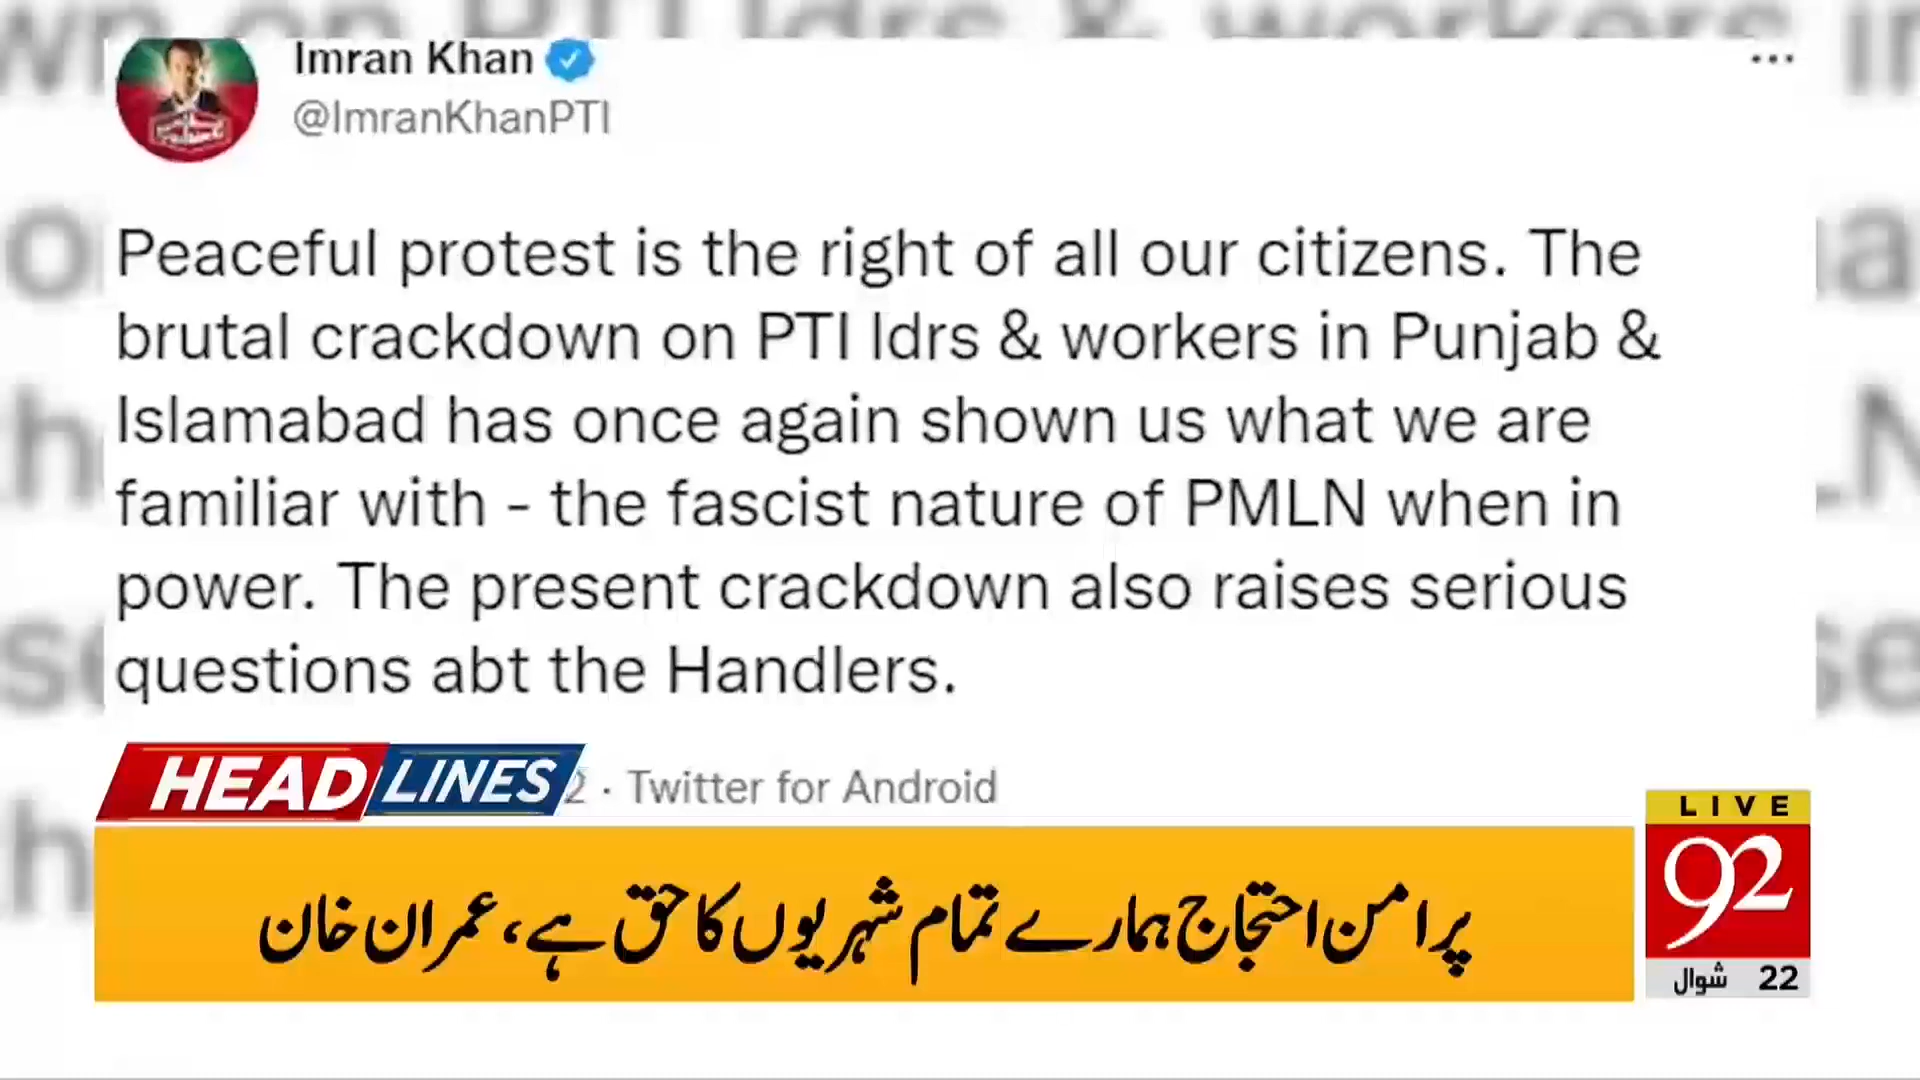 Imran Khan
@ImranKhanPTI
Peaceful protest is the right of all our citizens. The
brutal crackdown on PTI ldrs & workers in Punjab &
Islamabad has once again shown us what we are
familiar with - the fascist nature of PMLN when in
power. The present crackdown also raises serious
questions abt the Handlers.
HEADLINES
2 · Twitter for Android
پرامن احتجاج ہمارے تمام شہریوں کا حق ہے، عمران خان
LIVE
92
22 شوال